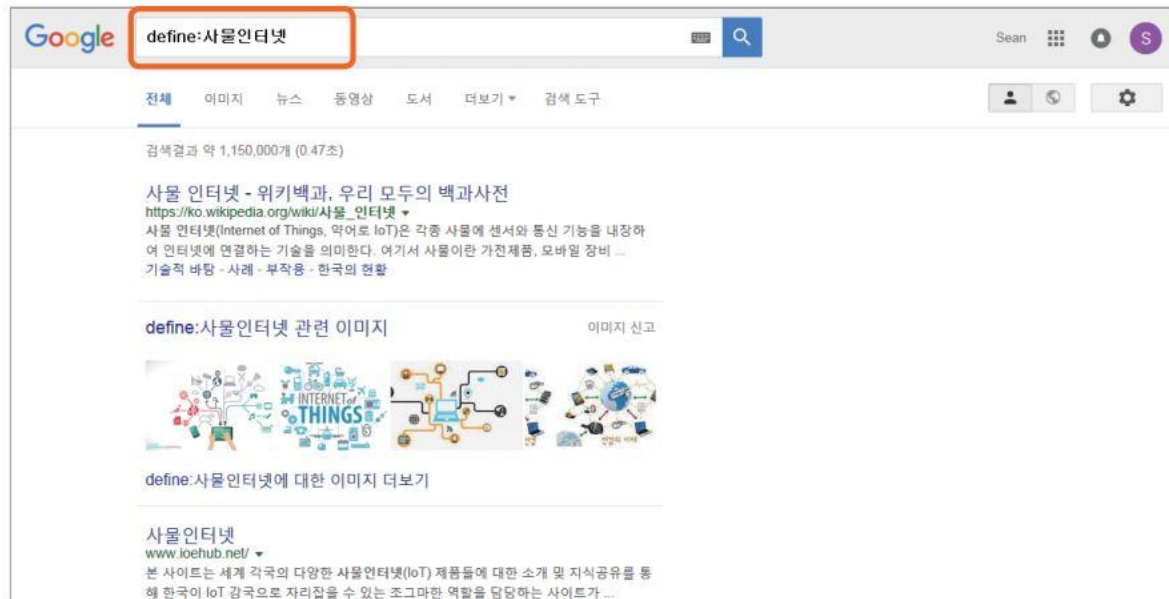 Google
define:사물인터넷
Sean
S
전체 이미지 뉴스 동영상 도서 더보기 검색 도구
검색결과 약 1,150,000개 (0.47초)
사물 인터넷 - 위키백과, 우리 모두의 백과사전
https://ko.wikipedia.org/wiki/사물_인터넷
사물 인터넷(Internet of Things, 약어로 IoT)은 각종 사물에 센서와 통신 기능을 내장하
여 인터넷에 연결하는 기술을 의미한다. 여기서 사물이란 가전제품, 모바일 장비 ...
기술적 바탕 - 사례 - 부작용 - 한국의 현황
define:사물인터넷 관련 이미지
이미지 신고
INTERNET of
THINGS
define:사물인터넷에 대한 이미지 더보기
사물인터넷
www.ioehub.net/
본 사이트는 세계 각국의 다양한 사물인터넷(IoT) 제품들에 대한 소개 및 지식공유를 통
해 한국이 IoT 강국으로 자리잡을 수 있는 조그마한 역할을 담당하는 사이트가 ...